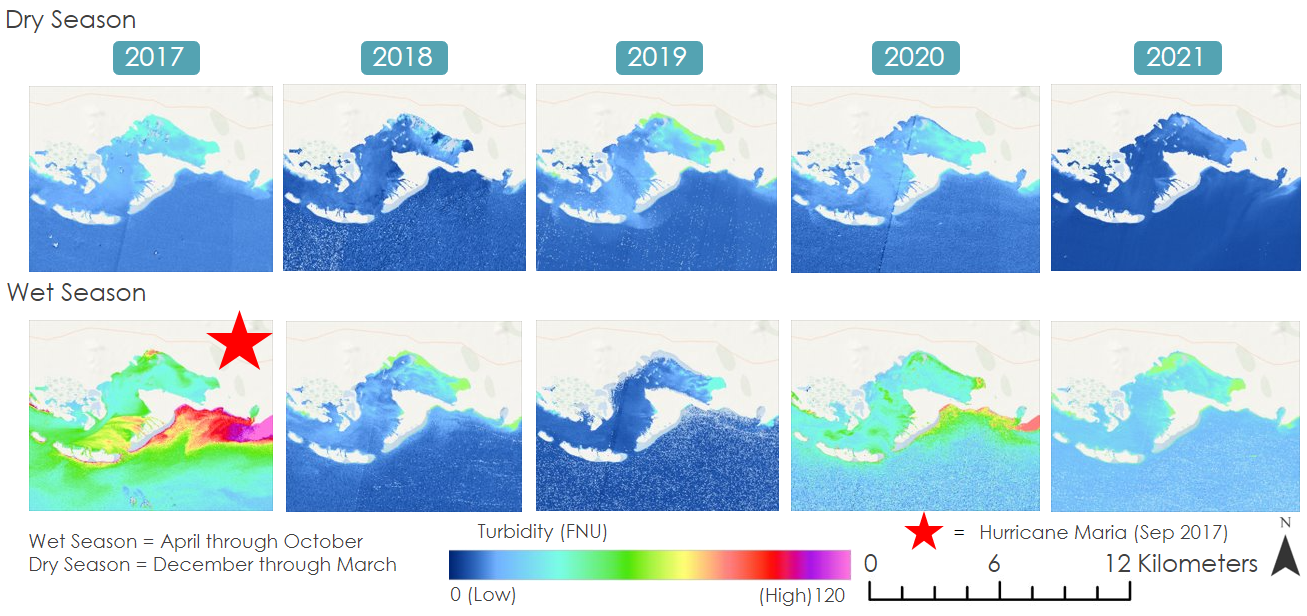 Dry Season
2017 2018 2019 2020 2021
Wet Season
Wet Season = April through October
Dry Season = December through March
Turbidity (FNU)
0 (Low) (High)120
= Hurricane Maria (Sep 2017)
0 6 12 Kilometers
N